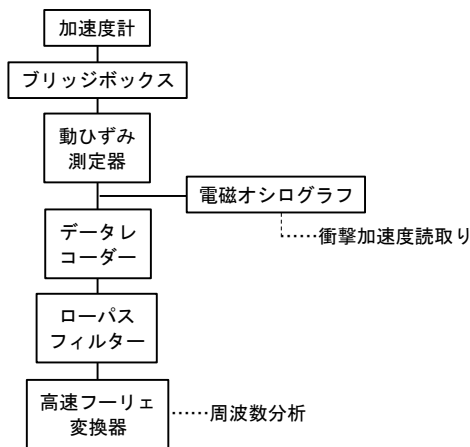 加速度計
ブリッジボックス
動ひずみ
測定器
電磁オシログラフ
……衝撃加速度読取り
データレ
コーダー
ローパス
フィルター
高速フーリェ
変換器
……周波数分析